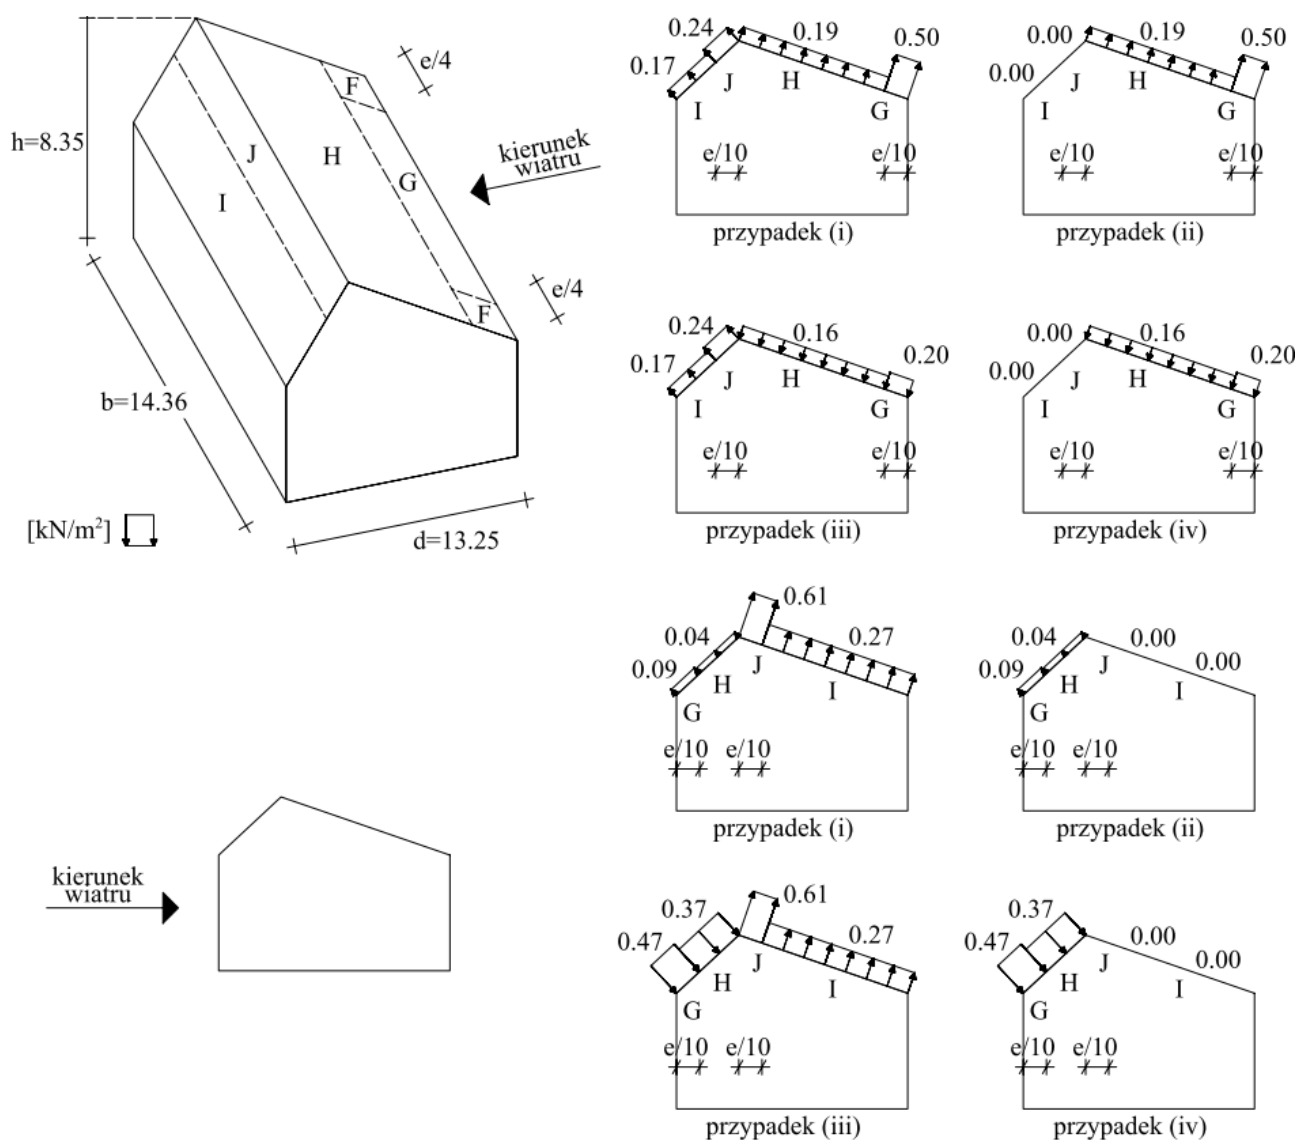 h=8.35
b=14.36
d=13.25
[kN/m²]
e/4
e/4
F
J
H
G
I
F
kierunek
wiatru
0.24
0.19
0.50
0.17
I
J
H
G
e/10
e/10
przypadek (i)
0.00
0.19
0.50
0.00
I
J
H
G
e/10
e/10
przypadek (ii)
0.24
0.16
0.20
0.17
I
J
H
G
e/10
e/10
przypadek (iii)
0.00
0.16
0.20
0.00
I
J
H
G
e/10
e/10
przypadek (iv)
kierunek
wiatru
0.61
0.04
0.27
0.09
J
H
I
G
e/10
e/10
przypadek (i)
0.04
0.00
0.09
0.00
J
H
I
G
e/10
e/10
przypadek (ii)
0.61
0.37
0.27
0.47
J
H
I
G
e/10
e/10
przypadek (iii)
0.37
0.00
0.47
0.00
J
H
I
G
e/10
e/10
przypadek (iv)